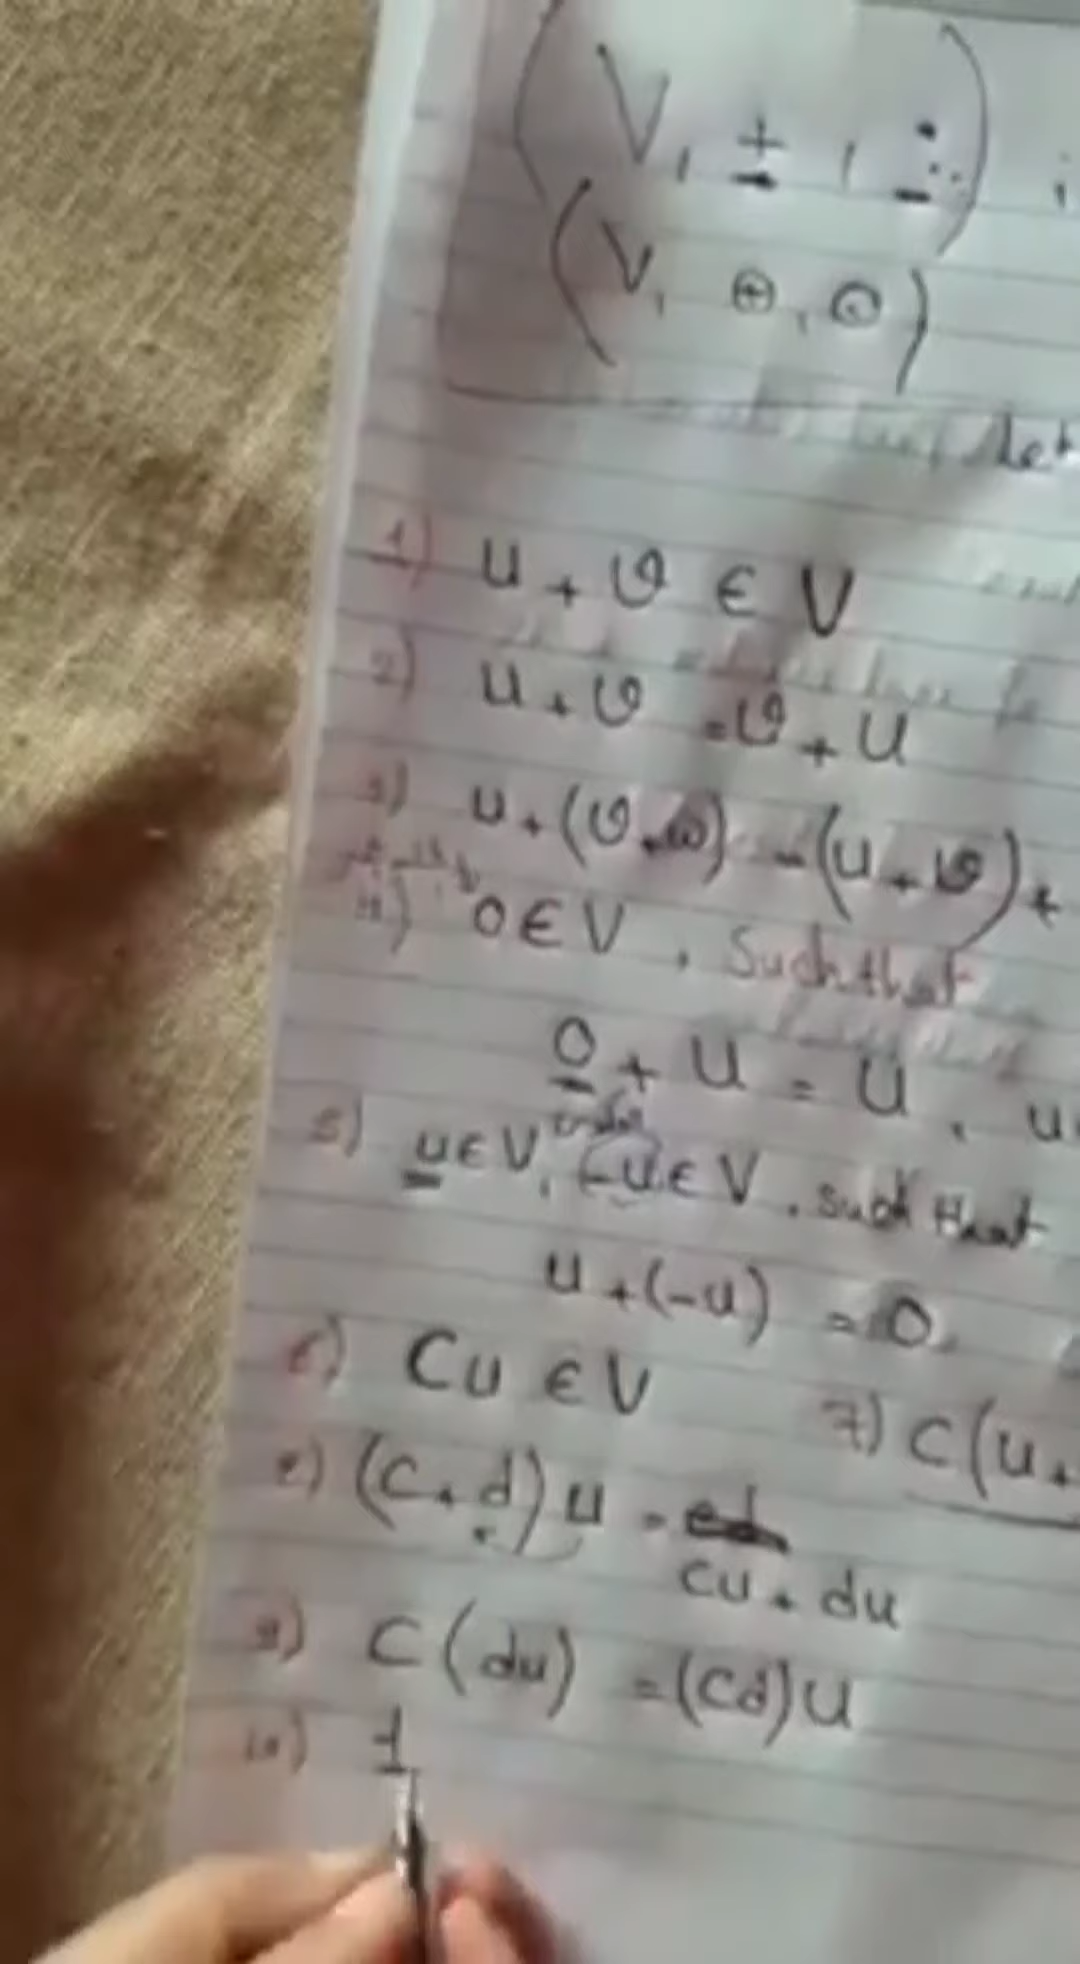 (V, +, ·)
(V, ⊕, ⊙)
let
1) u + v ∈ V
2) u + v = v + u
3) u + (v + w) = (u + v) +
0 ∈ V, Such that
0 + u = u, u
5) u ∈ V, -u ∈ V, such that
u + (-u) = 0
6) Cu ∈ V 7) C(u +
8) (C + d) u =
cu + du
9) C(du) = (Cd)u
10) 1